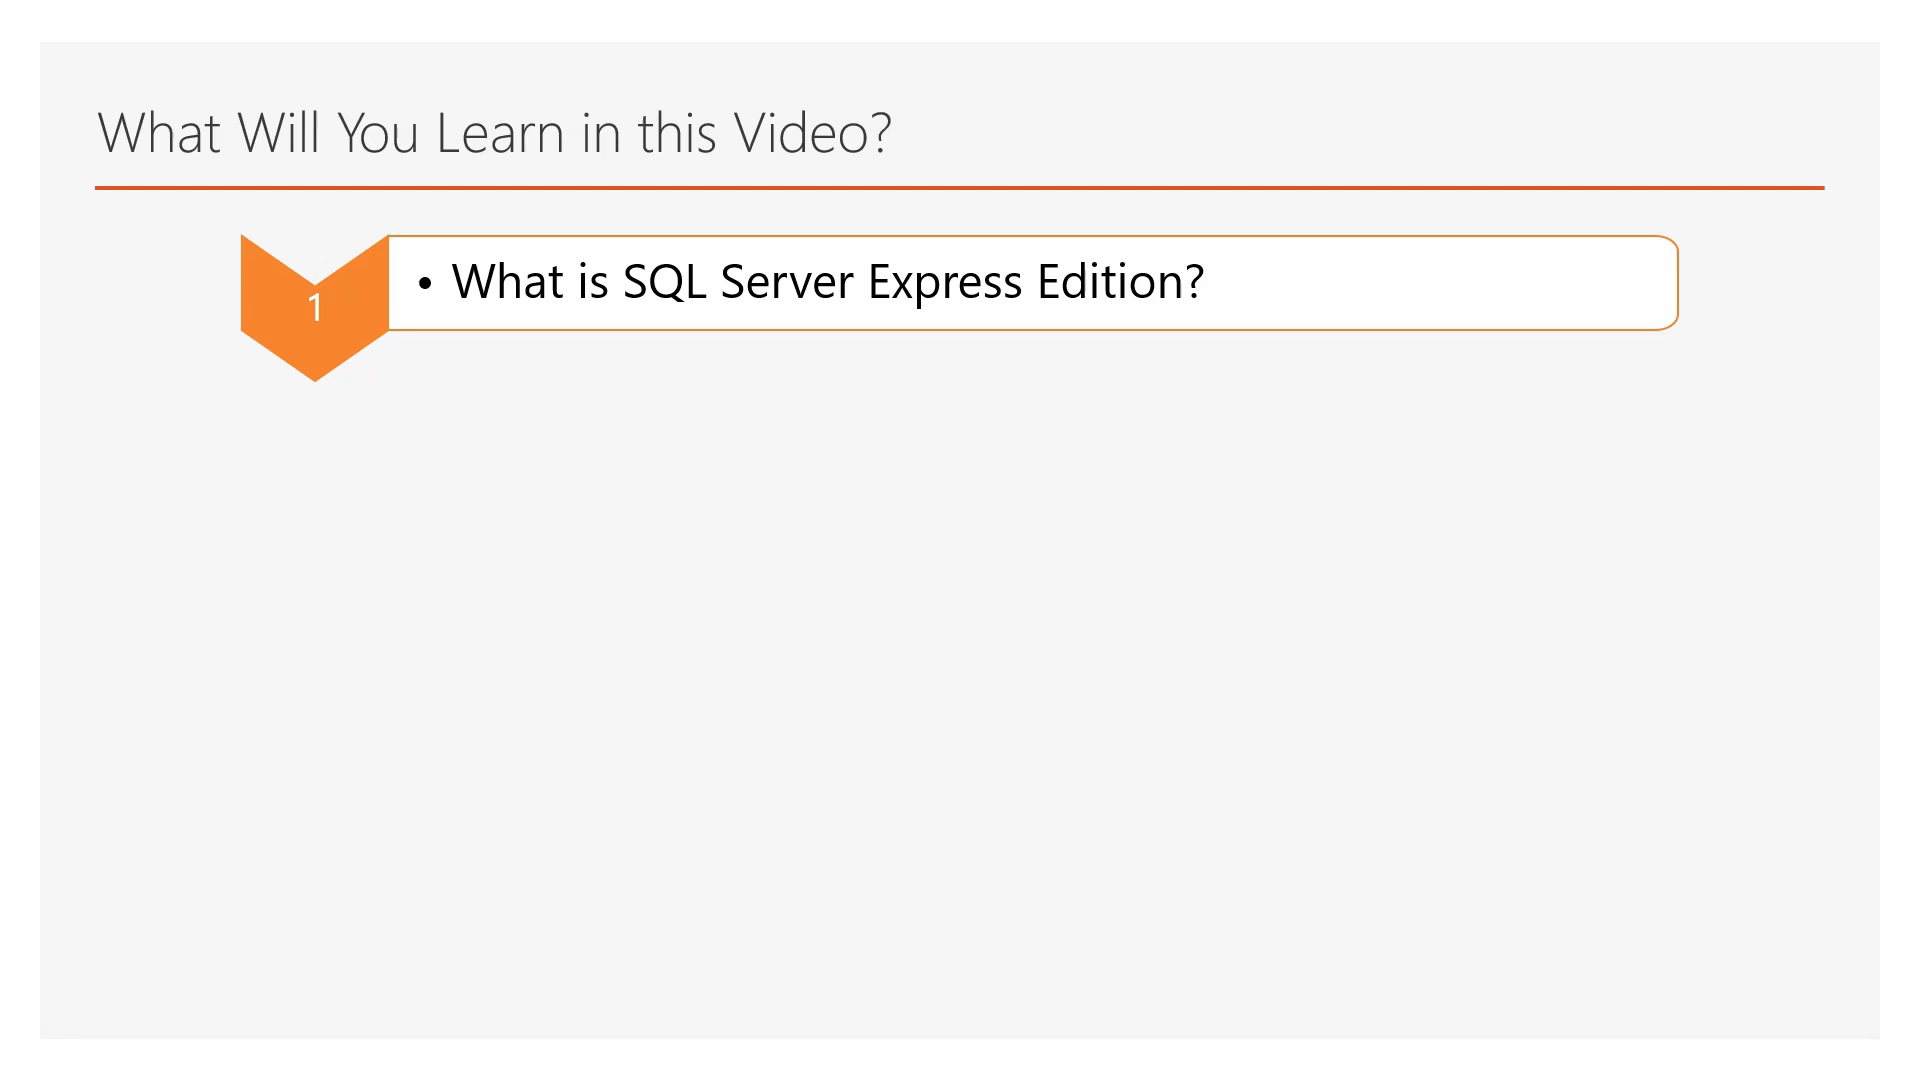 What Will You Learn in this Video?
1
• What is SQL Server Express Edition?